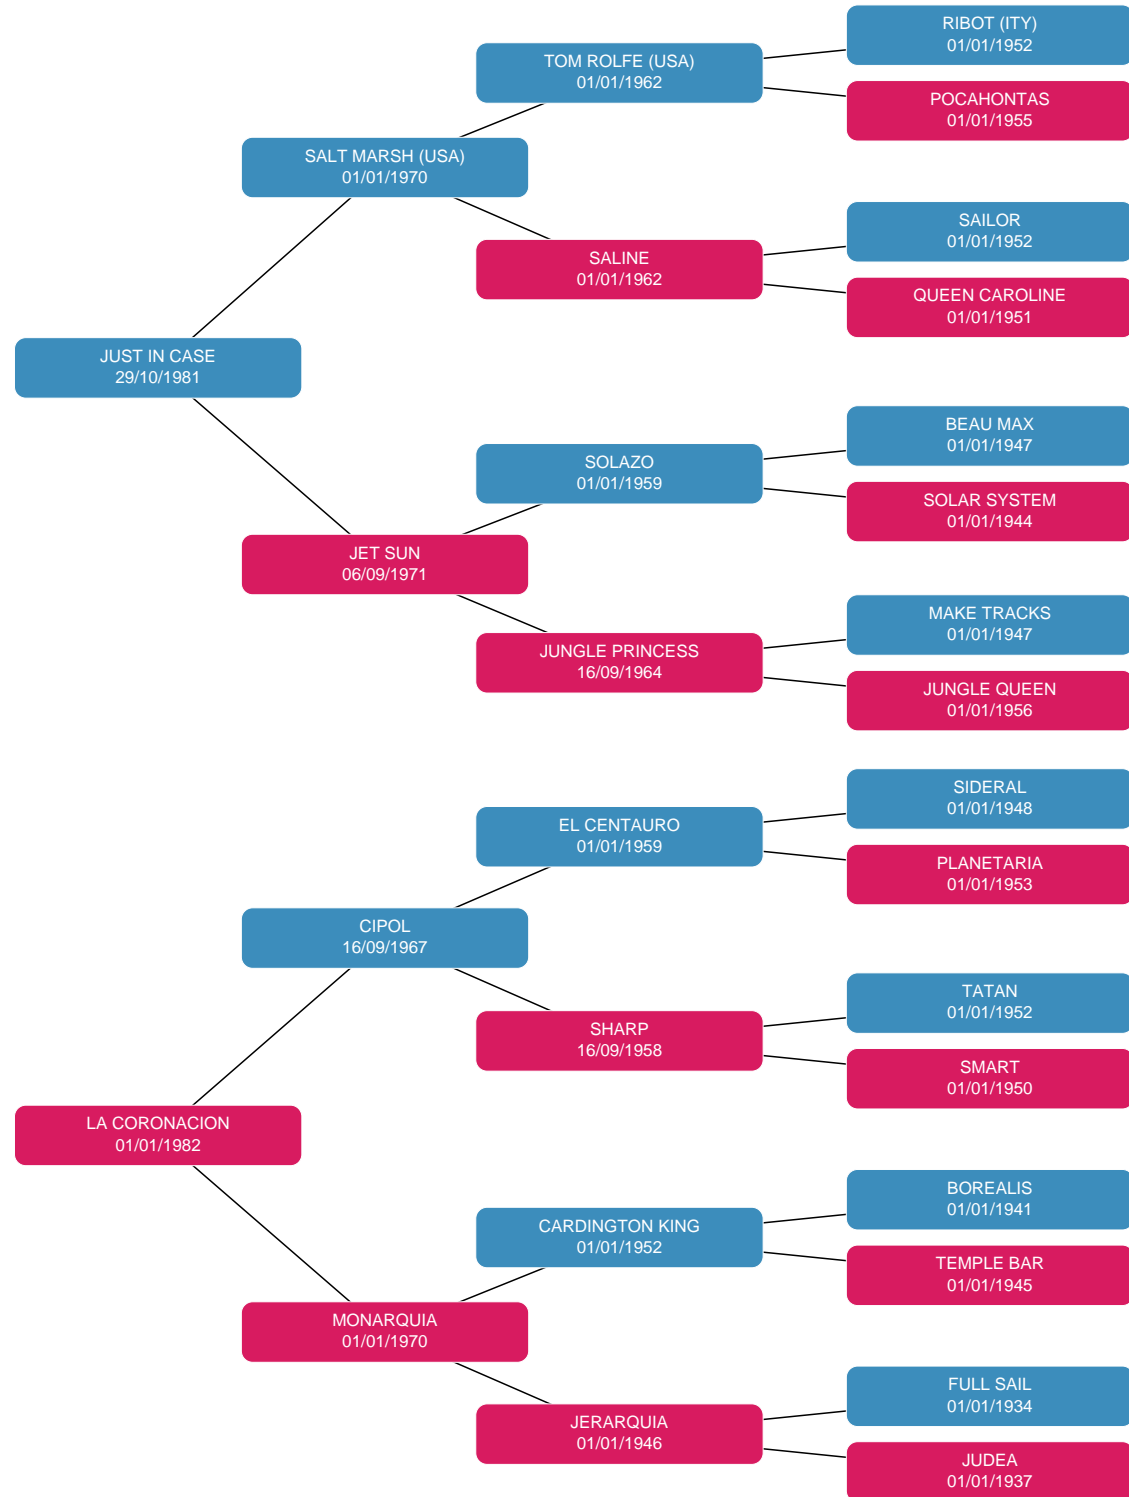 RIBOT (ITY)
01/01/1952
TOM ROLFE (USA)
01/01/1962
POCAHONTAS
01/01/1955
SALT MARSH (USA)
01/01/1970
SAILOR
01/01/1952
SALINE
01/01/1962
QUEEN CAROLINE
01/01/1951
JUST IN CASE
29/10/1981
BEAU MAX
01/01/1947
SOLAZO
01/01/1959
SOLAR SYSTEM
01/01/1944
JET SUN
06/09/1971
MAKE TRACKS
01/01/1947
JUNGLE PRINCESS
16/09/1964
JUNGLE QUEEN
01/01/1956
SIDERAL
01/01/1948
EL CENTAURO
01/01/1959
PLANETARIA
01/01/1953
CIPOL
16/09/1967
TATAN
01/01/1952
SHARP
16/09/1958
SMART
01/01/1950
LA CORONACION
01/01/1982
BOREALIS
01/01/1941
CARDINGTON KING
01/01/1952
TEMPLE BAR
01/01/1945
MONARQUIA
01/01/1970
FULL SAIL
01/01/1934
JERARQUIA
01/01/1946
JUDEA
01/01/1937